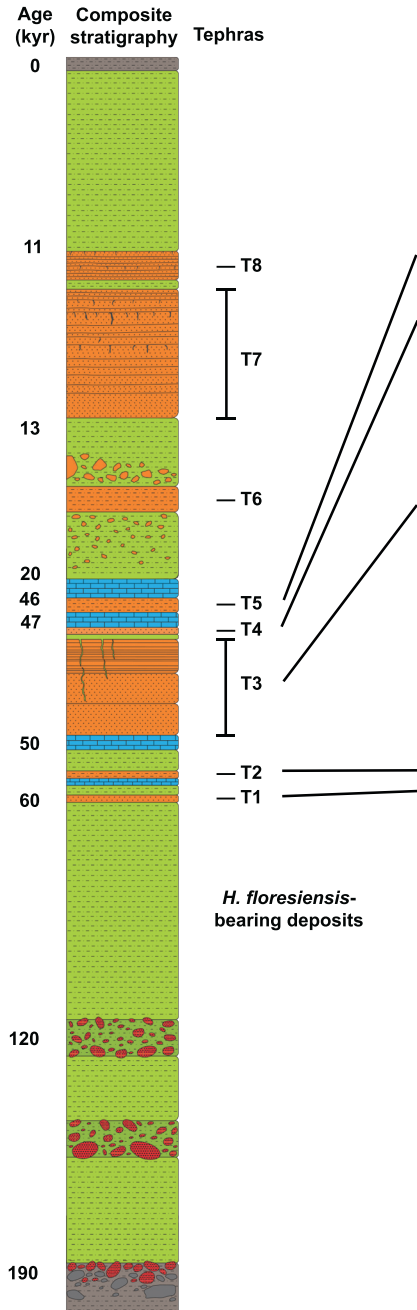 Age
(kyr)
Composite
stratigraphy
Tephras
0
11
T8
T7
13
T6
20
46
T5
47
T4
T3
50
T2
60
T1
H. floresiensis-
bearing deposits
120
190